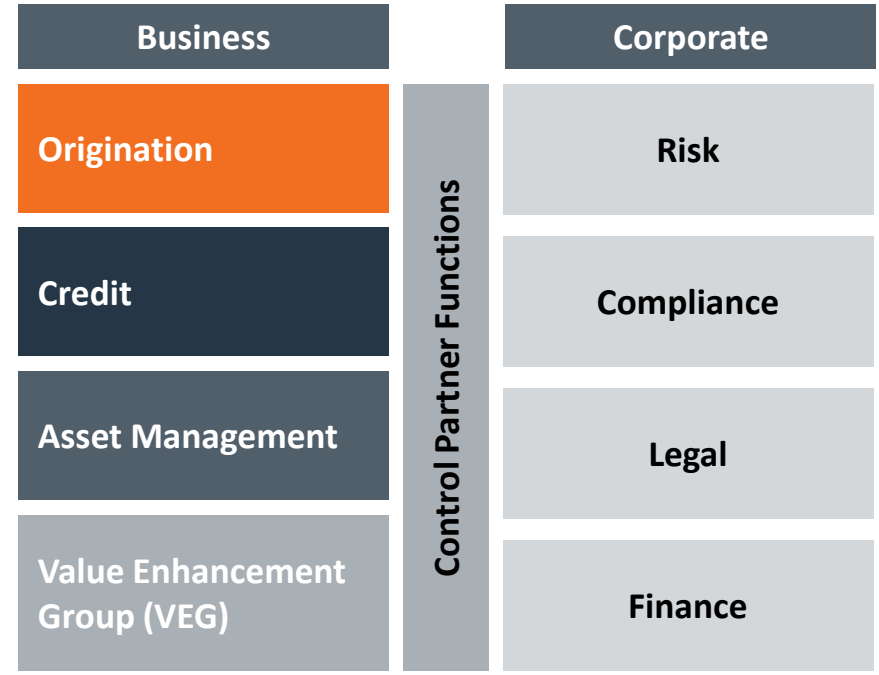 Business
Corporate
Origination
Credit
Asset Management
Value Enhancement
Group (VEG)
Control Partner Functions
Risk
Compliance
Legal
Finance